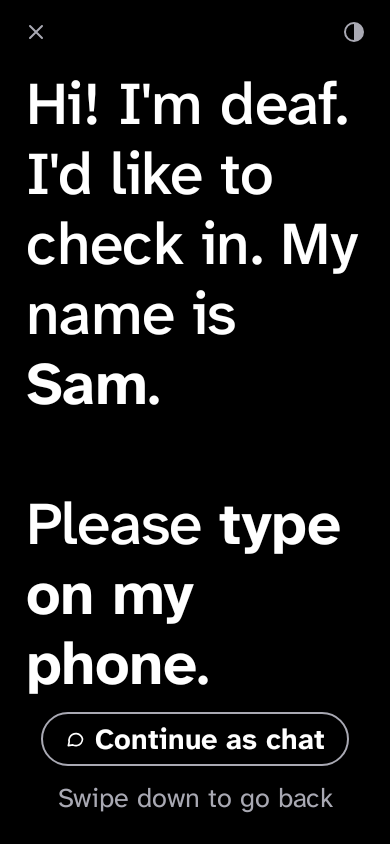 Hi! I'm deaf.
I'd like to
check in. My
name is
Sam.
Please type
on my
phone.
Continue as chat
Swipe down to go back